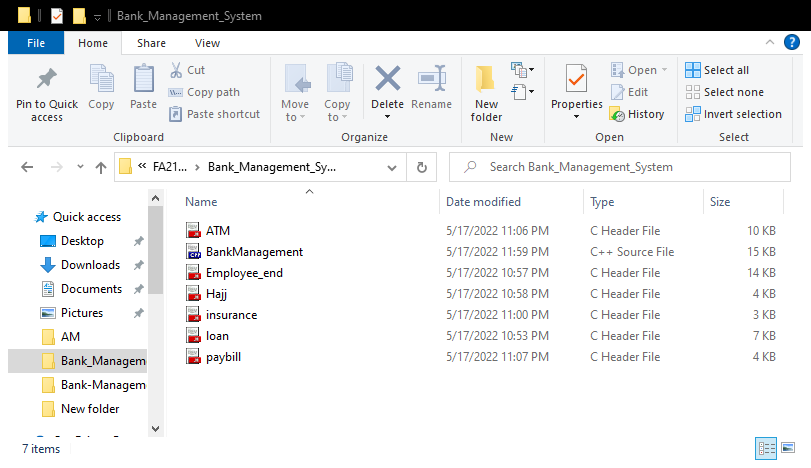 Bank_Management_System
File Home Share View
Pin to Quick access
Copy
Paste
Cut
Copy path
Paste shortcut
Clipboard
Move to
Copy to
Delete
Rename
Organize
New folder
New
Properties
Open
Edit
History
Open
Select all
Select none
Invert selection
Select
« FA21... > Bank_Management_Sy...
Search Bank_Management_System
Quick access
Desktop
Downloads
Documents
Pictures
AM
Bank_Managem
Bank-Managem
New folder
Name Date modified Type Size
ATM 5/17/2022 11:06 PM C Header File 10 KB
BankManagement 5/17/2022 11:59 PM C++ Source File 15 KB
Employee_end 5/17/2022 10:57 PM C Header File 14 KB
Hajj 5/17/2022 10:58 PM C Header File 4 KB
insurance 5/17/2022 11:00 PM C Header File 3 KB
loan 5/17/2022 10:53 PM C Header File 7 KB
paybill 5/17/2022 11:07 PM C Header File 4 KB
7 items